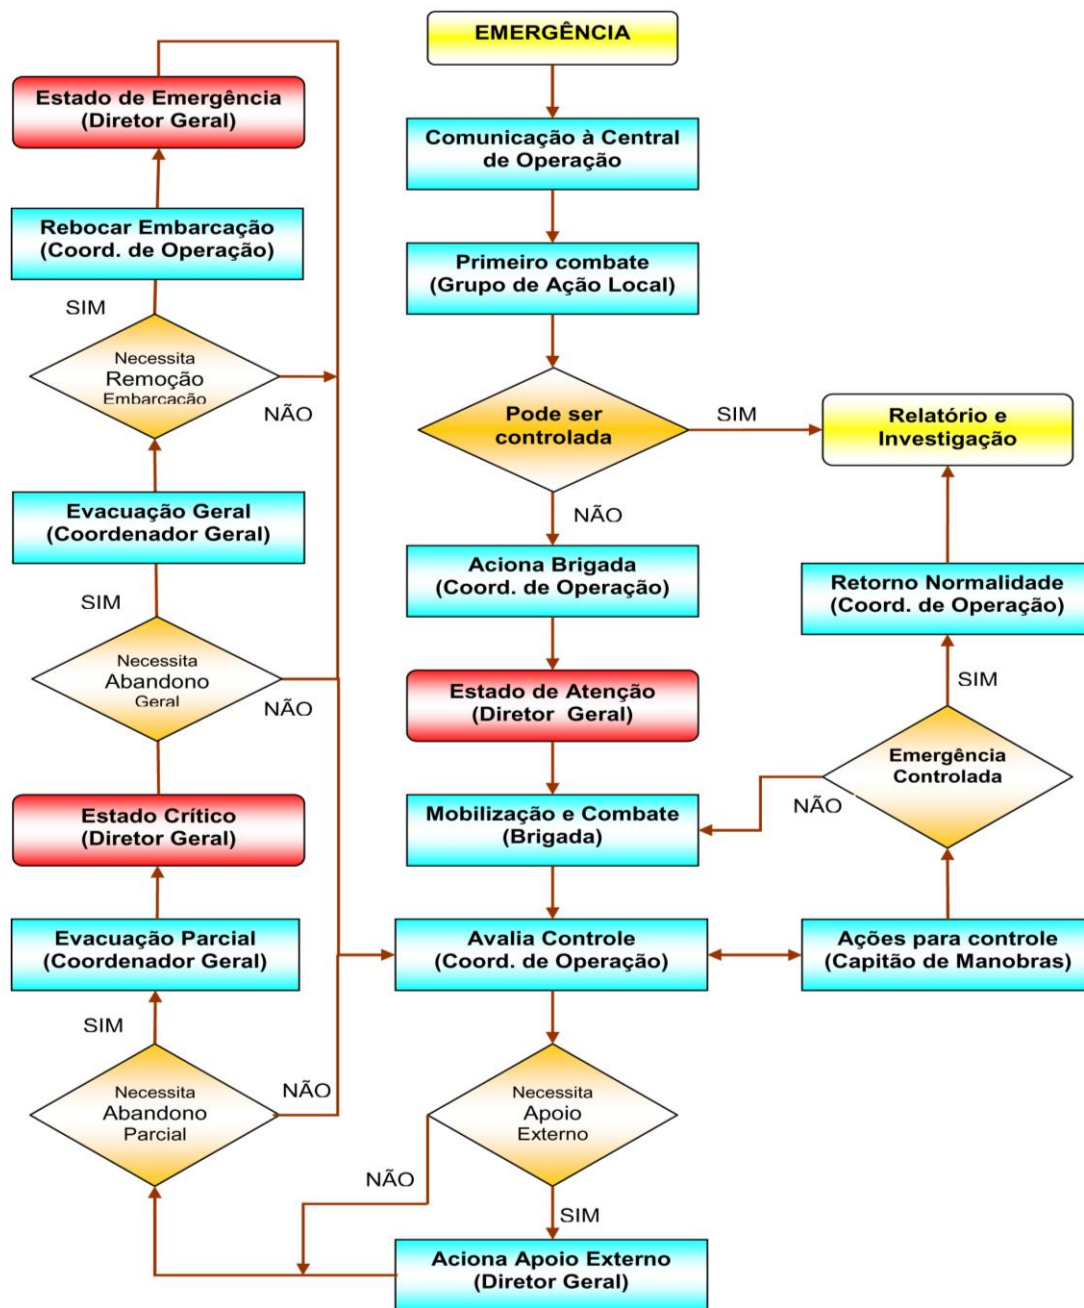 EMERGÊNCIA
Comunicação à Central
de Operação
Primeiro combate
(Grupo de Ação Local)
Pode ser
controlada
SIM
Relatório e
Investigação
NÃO
Aciona Brigada
(Coord. de Operação)
Estado de Atenção
(Diretor Geral)
Mobilização e Combate
(Brigada)
Avalia Controle
(Coord. de Operação)
Ações para controle
(Capitão de Manobras)
Emergência
Controlada
NÃO
SIM
Retorno Normalidade
(Coord. de Operação)
Necessita
Apoio
Externo
NÃO
SIM
Aciona Apoio Externo
(Diretor Geral)
Necessita
Abandono
Parcial
NÃO
SIM
Evacuação Parcial
(Coordenador Geral)
Estado Crítico
(Diretor Geral)
Necessita
Abandono
Geral
NÃO
SIM
Evacuação Geral
(Coordenador Geral)
Necessita
Remoção
Embarcação
NÃO
SIM
Rebocar Embarcação
(Coord. de Operação)
Estado de Emergência
(Diretor Geral)